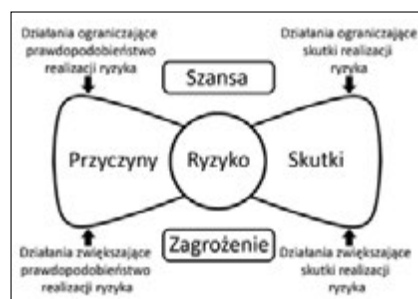 Działania ograniczające
prawdopodobieństwo
realizacji ryzyka
Działania ograniczające
skutki realizacji
ryzyka
Szansa
Przyczyny
Ryzyko
Skutki
Zagrożenie
Działania zwiększające
prawdopodobieństwo
realizacji ryzyka
Działania zwiększające
skutki realizacji
ryzyka